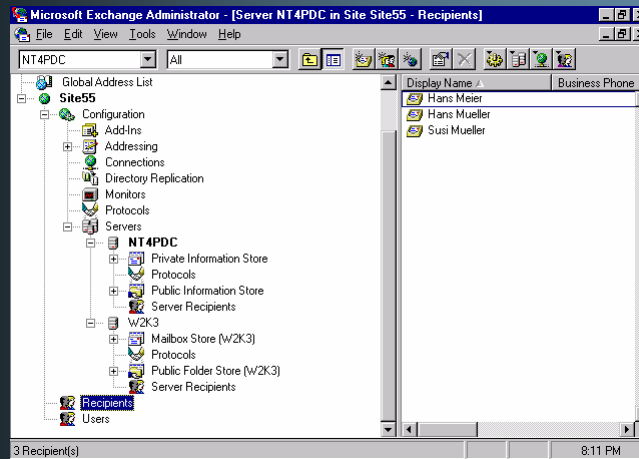 Microsoft Exchange Administrator - [Server NT4PDC in Site Site55 - Recipients]
File Edit View Tools Window Help
NT4PDC All
Global Address List
Site55
Configuration
Add-Ins
Addressing
Connections
Directory Replication
Monitors
Protocols
Servers
NT4PDC
Private Information Store
Protocols
Public Information Store
Server Recipients
W2K3
Mailbox Store (W2K3)
Protocols
Public Folder Store (W2K3)
Server Recipients
Recipients
Users
Display Name Business Phone
Hans Meier
Hans Mueller
Susi Mueller
3 Recipient(s) 8:11 PM